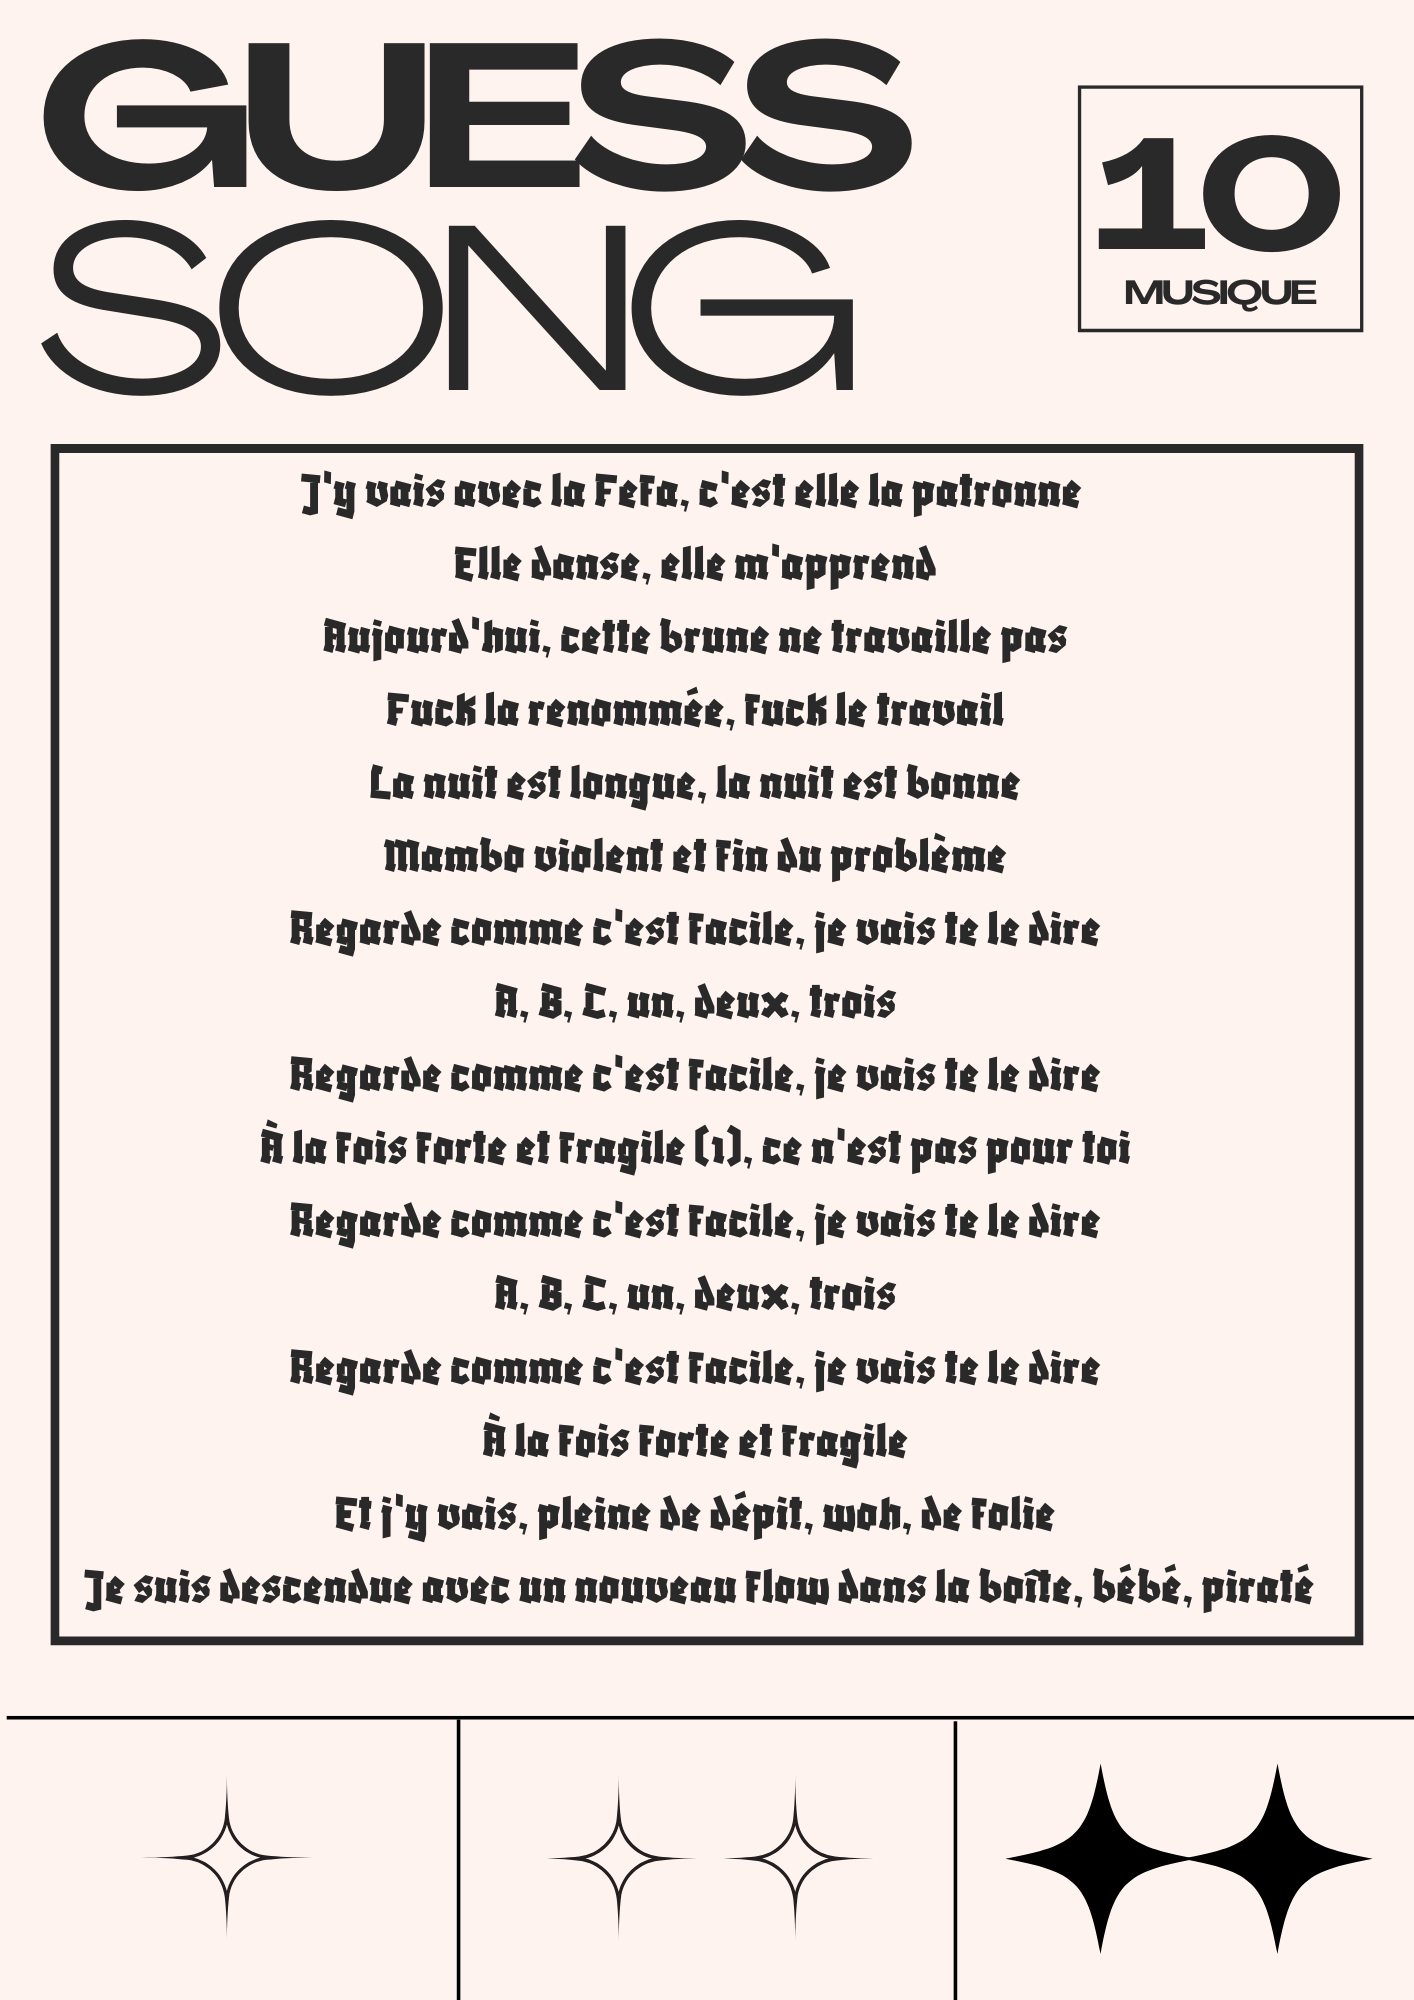 GUESS
SONG
10
MUSIQUE
J'y vais avec la Fefa, c'est elle la patronne
Elle danse, elle m'apprend
Aujourd'hui, cette brune ne travaille pas
Fuck la renommée, fuck le travail
La nuit est longue, la nuit est bonne
Mambo violent et fin du problème
Regarde comme c'est facile, je vais te le dire
A, B, C, un, deux, trois
Regarde comme c'est facile, je vais te le dire
À la fois forte et fragile (1), ce n'est pas pour toi
Regarde comme c'est facile, je vais te le dire
A, B, C, un, deux, trois
Regarde comme c'est facile, je vais te le dire
À la fois forte et fragile
Et j'y vais, pleine de dépit, woh, de folie
Je suis descendue avec un nouveau flow dans la boîte, bébé, piraté